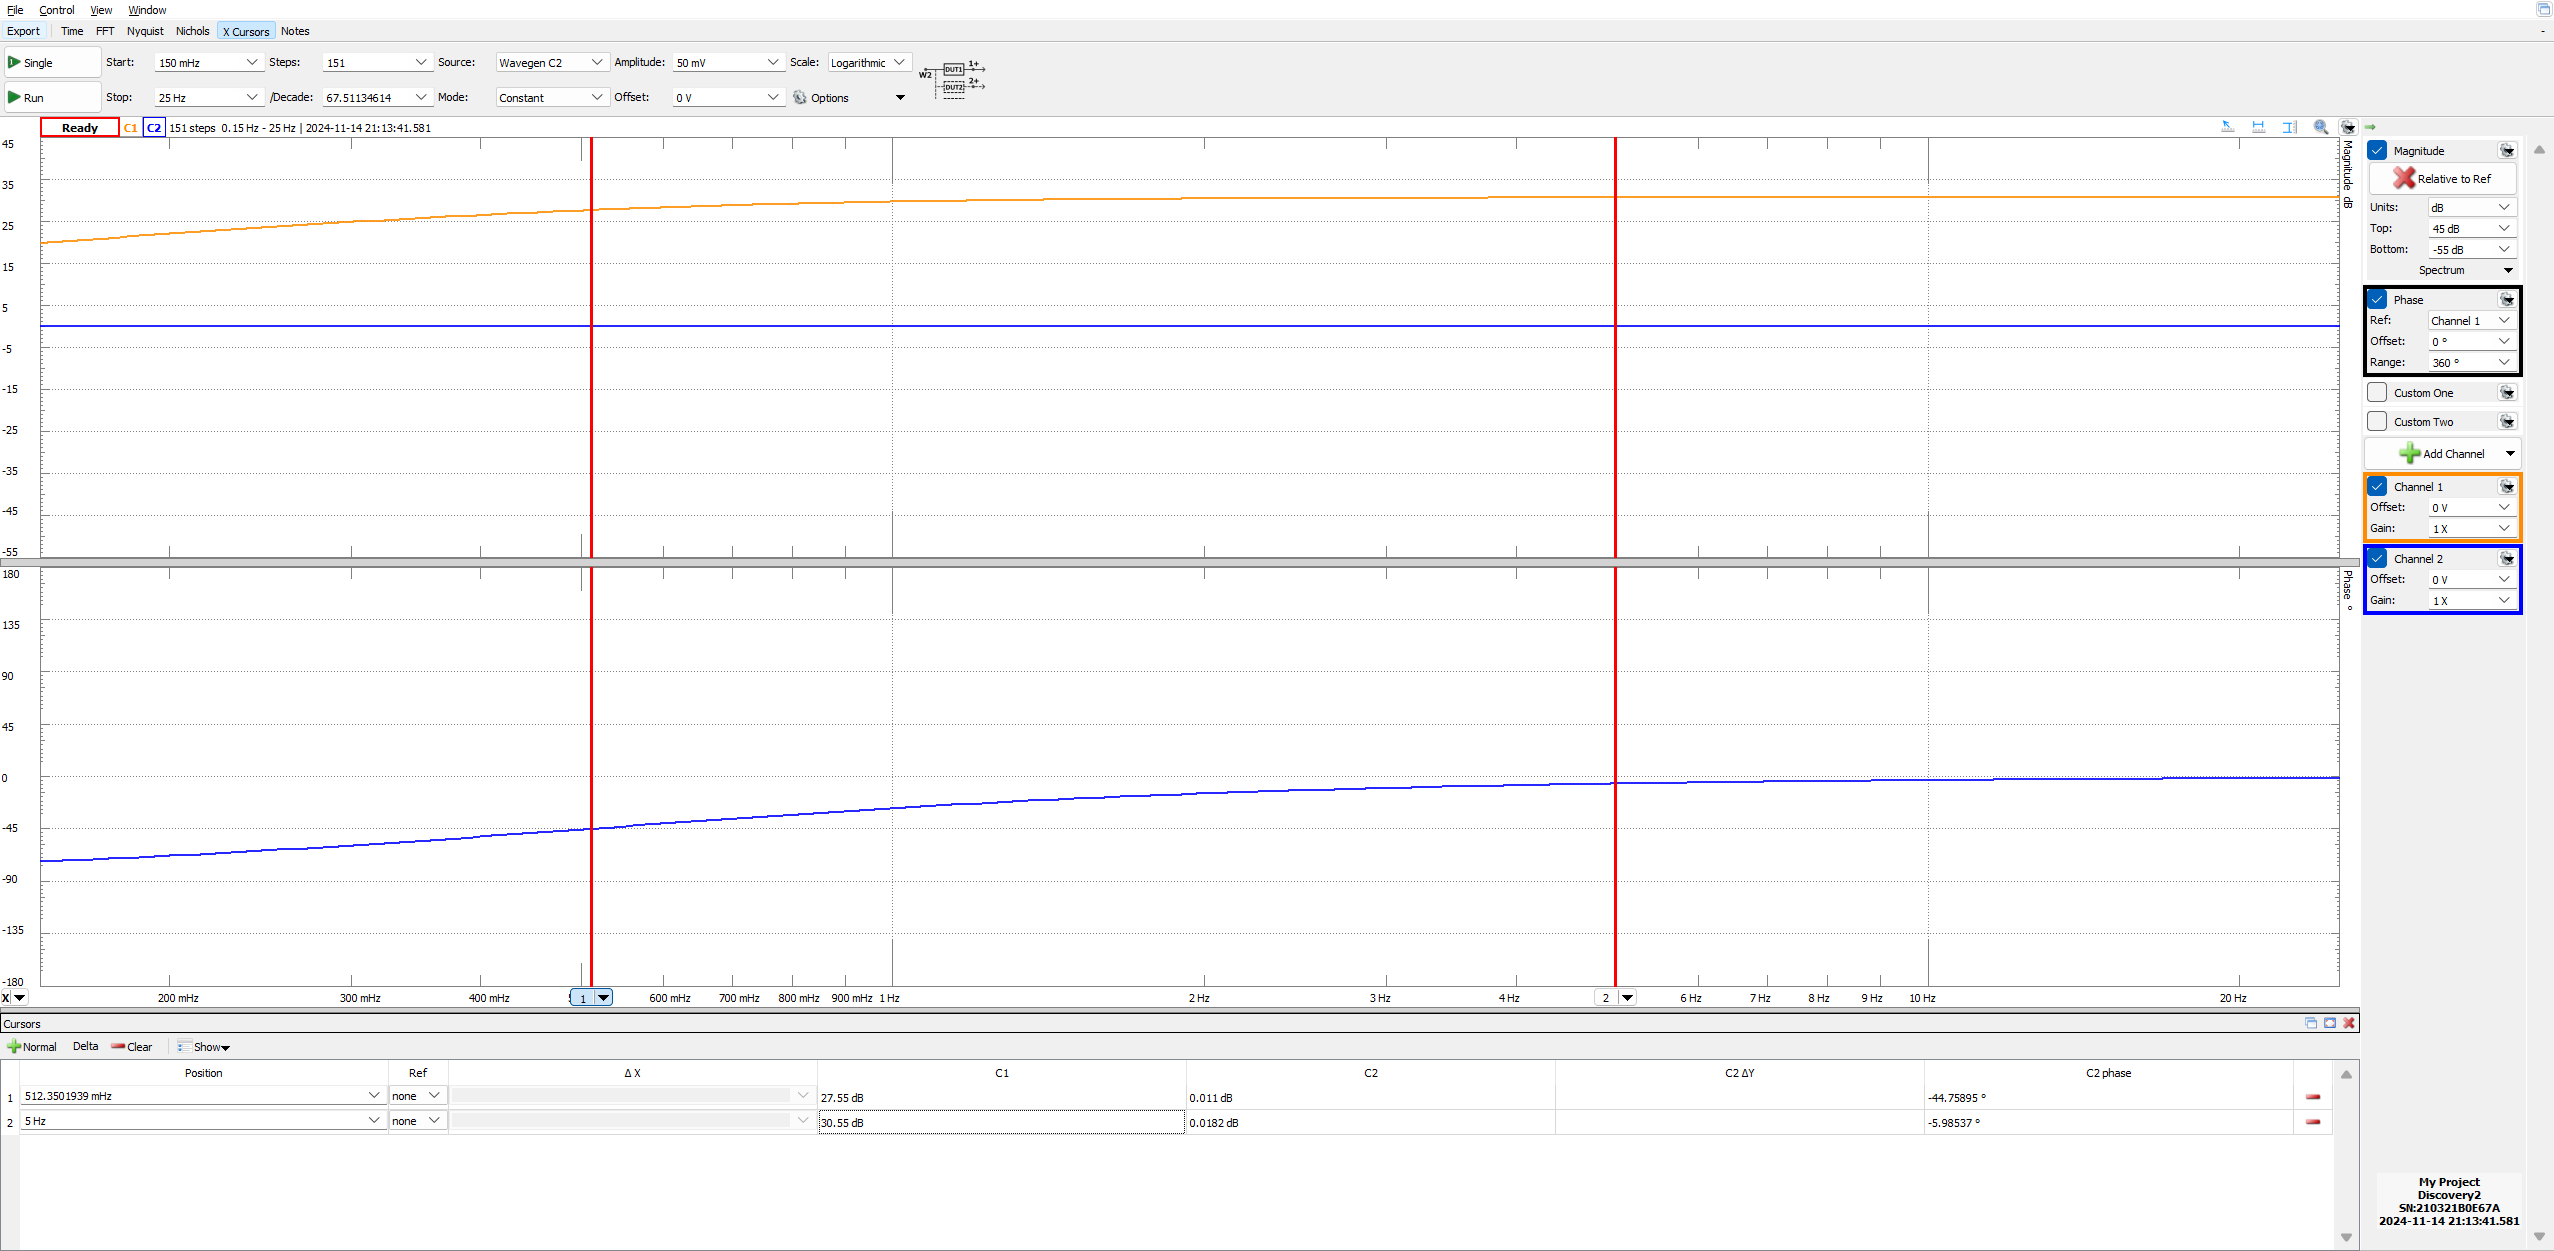 File Control View Window
Export Time FFT Nyquist Nichols X Cursors Notes
Single Start: 150 mHz Steps: 151 Source: Wavegen C2 Amplitude: 50 mV Scale: Logarithmic
Run Stop: 25 Hz /Decade: 67.51134614 Mode: Constant Offset: 0 V Options
W2 DUT1 1+
DUT2 2+
Ready C1 C2 151 steps 0.15 Hz - 25 Hz | 2024-11-14 21:13:41.581
45
35
25
15
5
-5
-15
-25
-35
-45
-55
Magnitude dB
180
135
90
45
0
-45
-90
-135
-180
Phase °
X 200 mHz 300 mHz 400 mHz 1 600 mHz 700 mHz 800 mHz 900 mHz 1 Hz 2 Hz 3 Hz 4 Hz 2 6 Hz 7 Hz 8 Hz 9 Hz 10 Hz 20 Hz
Magnitude
Relative to Ref
Units: dB
Top: 45 dB
Bottom: -55 dB
Spectrum
Phase
Ref: Channel 1
Offset: 0 °
Range: 360 °
Custom One
Custom Two
Add Channel
Channel 1
Offset: 0 V
Gain: 1 X
Channel 2
Offset: 0 V
Gain: 1 X
Cursors
Normal Delta Clear Show
Position Ref Δ X C1 C2 C2 ΔY C2 phase
1 512.3501939 mHz none 27.55 dB 0.011 dB -44.75895 °
2 5 Hz none 30.55 dB 0.0182 dB -5.98537 °
My Project
Discovery2
SN:210321B0E67A
2024-11-14 21:13:41.581